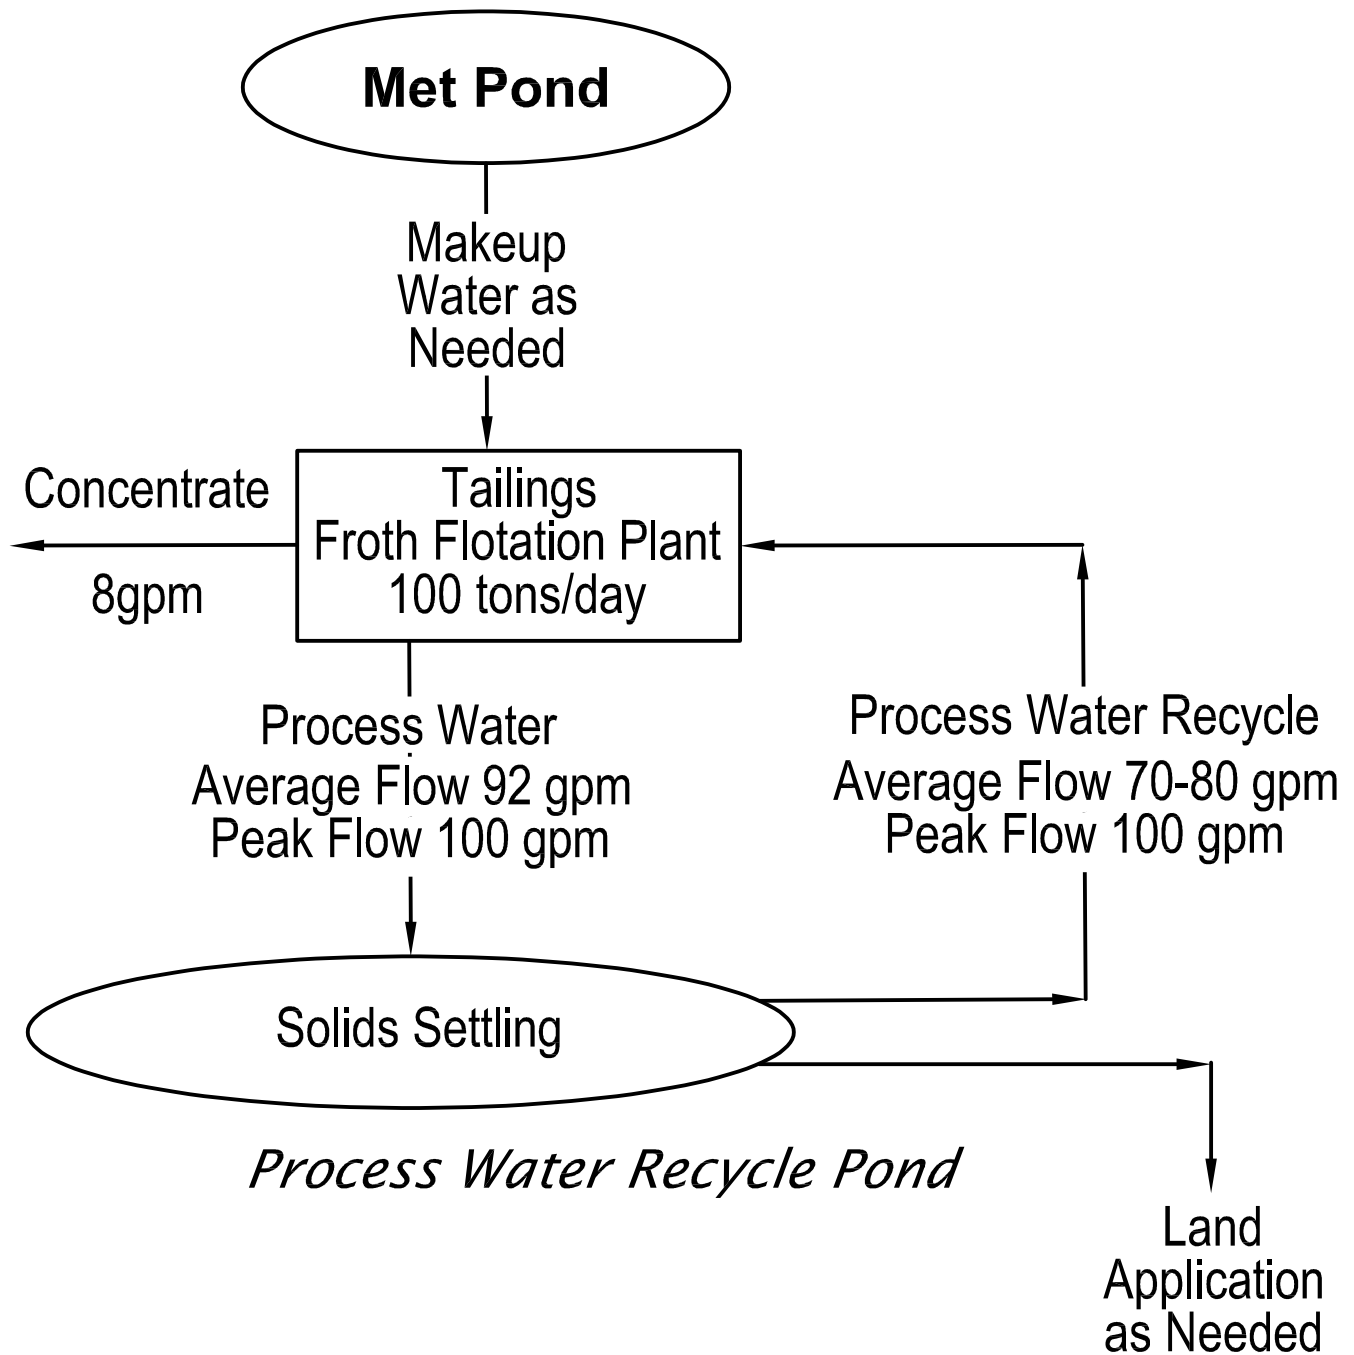 Met Pond
Makeup
Water as
Needed
Concentrate
8gpm
Tailings
Froth Flotation Plant
100 tons/day
Process Water
Average Flow 92 gpm
Peak Flow 100 gpm
Process Water Recycle
Average Flow 70-80 gpm
Peak Flow 100 gpm
Solids Settling
Process Water Recycle Pond
Land
Application
as Needed